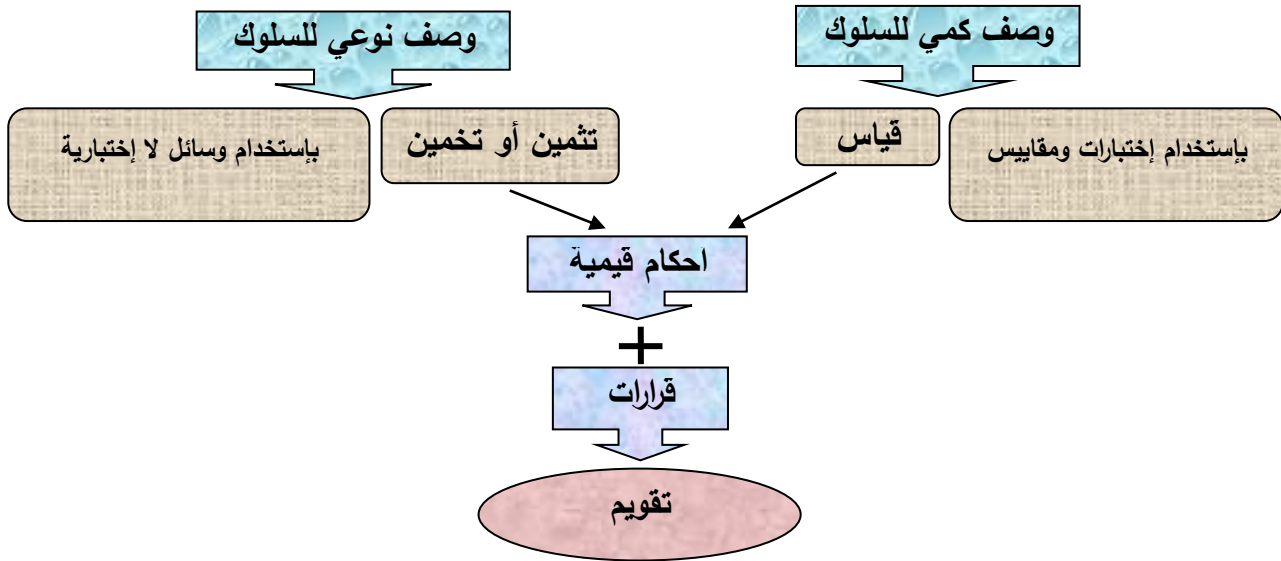 وصف كمي للسلوك
وصف نوعي للسلوك
بإستخدام إختبارات ومقاييس
قياس
تثمين أو تخمين
بإستخدام وسائل لا إختبارية
احكام قيمية
+
قرارات
تقويم